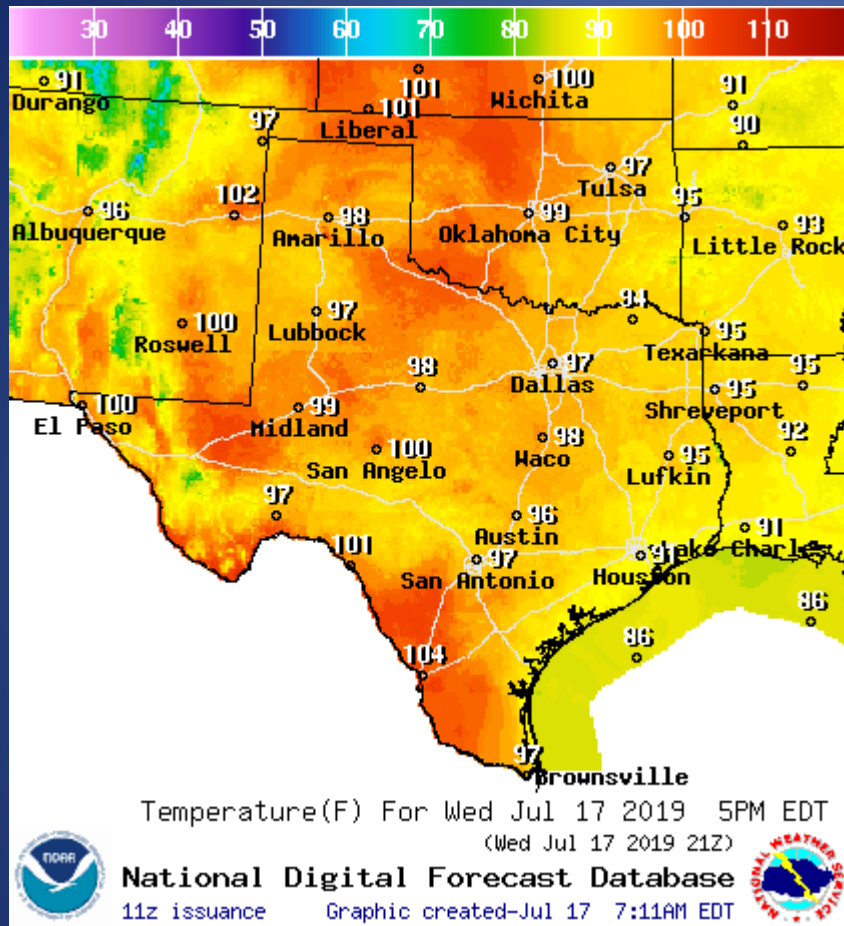 30 40 50 60 70 80 90 100 110
91
Durango
101
100
Wichita
91
101
Liberal
97
90
97
Tulsa
96
Albuquerque
102
98
Amarillo
99
Oklahoma City
95
93
Little Rock
100
Roswell
97
Lubbock
94
95
Texarkana
98
97
Dallas
95
100
El Paso
99
Midland
95
Shreveport
100
San Angelo
98
Waco
95
Lufkin
92
97
96
Austin
91
Lake Charles
101
97
San Antonio
91
Houston
86
86
104
97
Brownsville
Temperature(F) For Wed Jul 17 2019 5PM EDT
(Wed Jul 17 2019 21Z)
NOAA
National Digital Forecast Database
11z issuance Graphic created-Jul 17 7:11AM EDT
NATIONAL WEATHER SERVICE